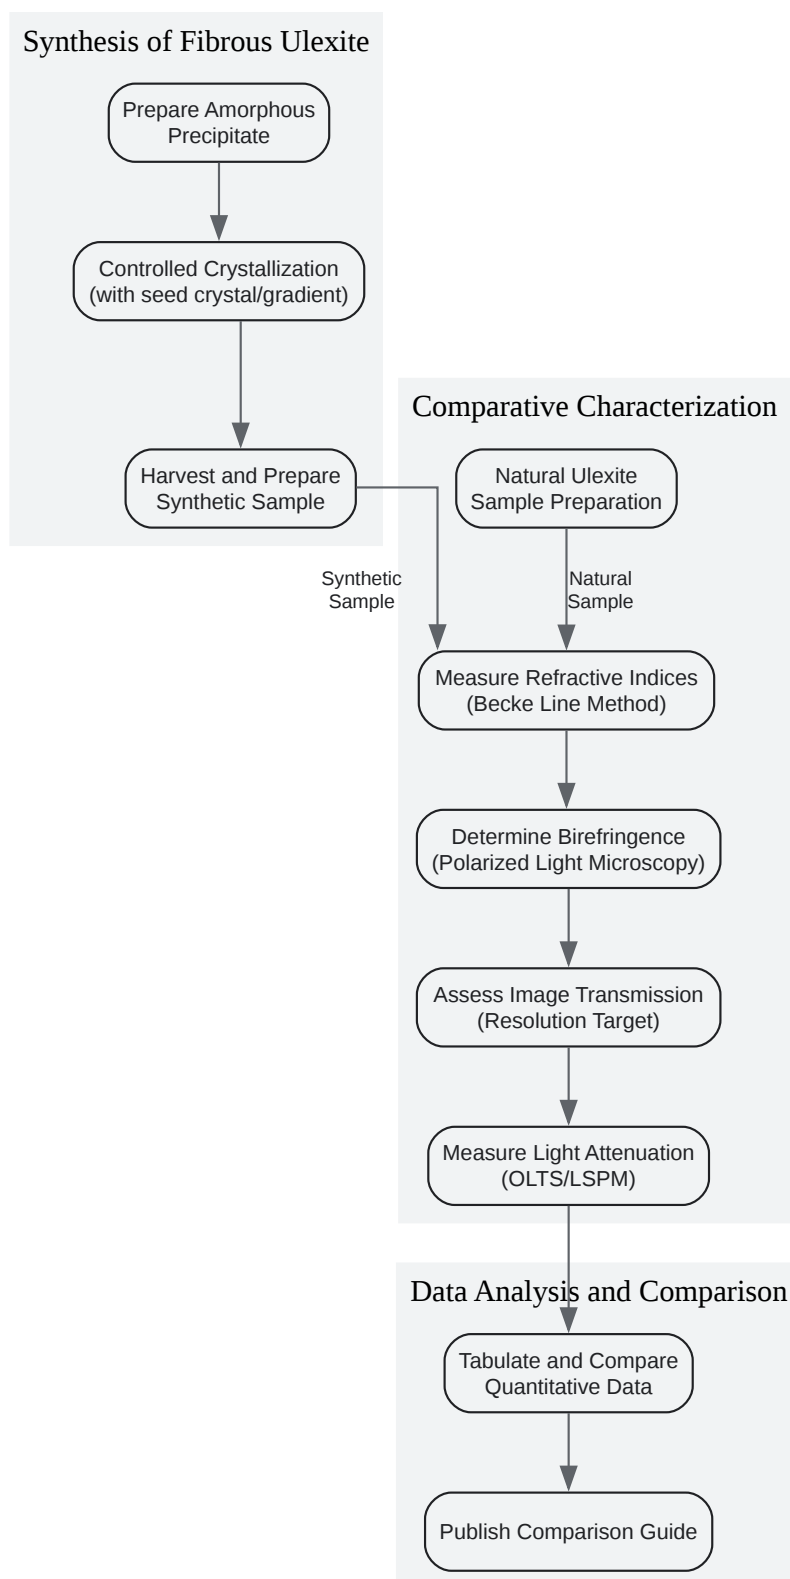 Synthesis of Fibrous Ulexite
Prepare Amorphous
Precipitate
Controlled Crystallization
(with seed crystal/gradient)
Harvest and Prepare
Synthetic Sample
Comparative Characterization
Natural Ulexite
Sample Preparation
Synthetic
Sample
Natural
Sample
Measure Refractive Indices
(Becke Line Method)
Determine Birefringence
(Polarized Light Microscopy)
Assess Image Transmission
(Resolution Target)
Measure Light Attenuation
(OLTS/LSPM)
Data Analysis and Comparison
Tabulate and Compare
Quantitative Data
Publish Comparison Guide